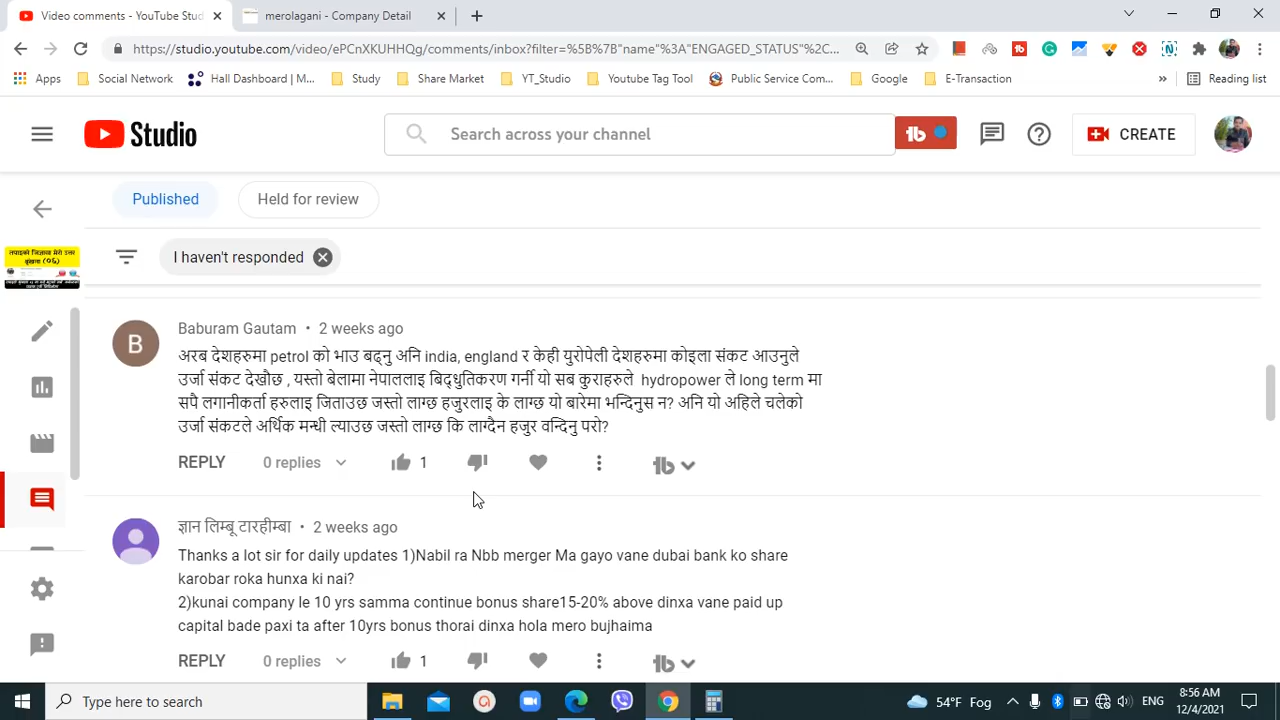 Video comments - YouTube Studi
merolagani - Company Detail
https://studio.youtube.com/video/ePCnXKUHHQg/comments/inbox?filter=%5B%7B"name"%3A"ENGAGED_STATUS"%2C...
Apps
Social Network
Hall Dashboard | M...
Study
Share Market
YT_Studio
Youtube Tag Tool
Public Service Com...
Google
E-Transaction
»
Reading list
Studio
Search across your channel
CREATE
Published
Held for review
तपाइको जिज्ञासा मेरो उत्तर
I haven't responded
B
Baburam Gautam • 2 weeks ago
अरब देशहरुमा petrol को भाउ बढ्नु अनि india, england र केही युरोपेली देशहरुमा कोइला संकट आउनुले
उर्जा संकट देखौछ , यस्तो बेलामा नेपाललाइ बिद्धुतिकरण गर्नी यो सब कुराहरुले hydropower ले long term मा
सपै लगानीकर्ता हरुलाइ जिताउछ जस्तो लाग्छ हजुरलाइ के लाग्छ यो बारेमा भन्दिनुस न? अनि यो अहिले चलेको
उर्जा संकटले अर्थिक मन्धी ल्याउछ जस्तो लाग्छ कि लाग्दैन हजुर वन्दिनु परो?
REPLY 0 replies 1
ज्ञान लिम्बू टारहीम्बा • 2 weeks ago
Thanks a lot sir for daily updates 1)Nabil ra Nbb merger Ma gayo vane dubai bank ko share
karobar roka hunxa ki nai?
2)kunai company le 10 yrs samma continue bonus share15-20% above dinxa vane paid up
capital bade paxi ta after 10yrs bonus thorai dinxa hola mero bujhaima
REPLY 0 replies 1
Type here to search
54°F Fog
ENG
8:56 AM
12/4/2021